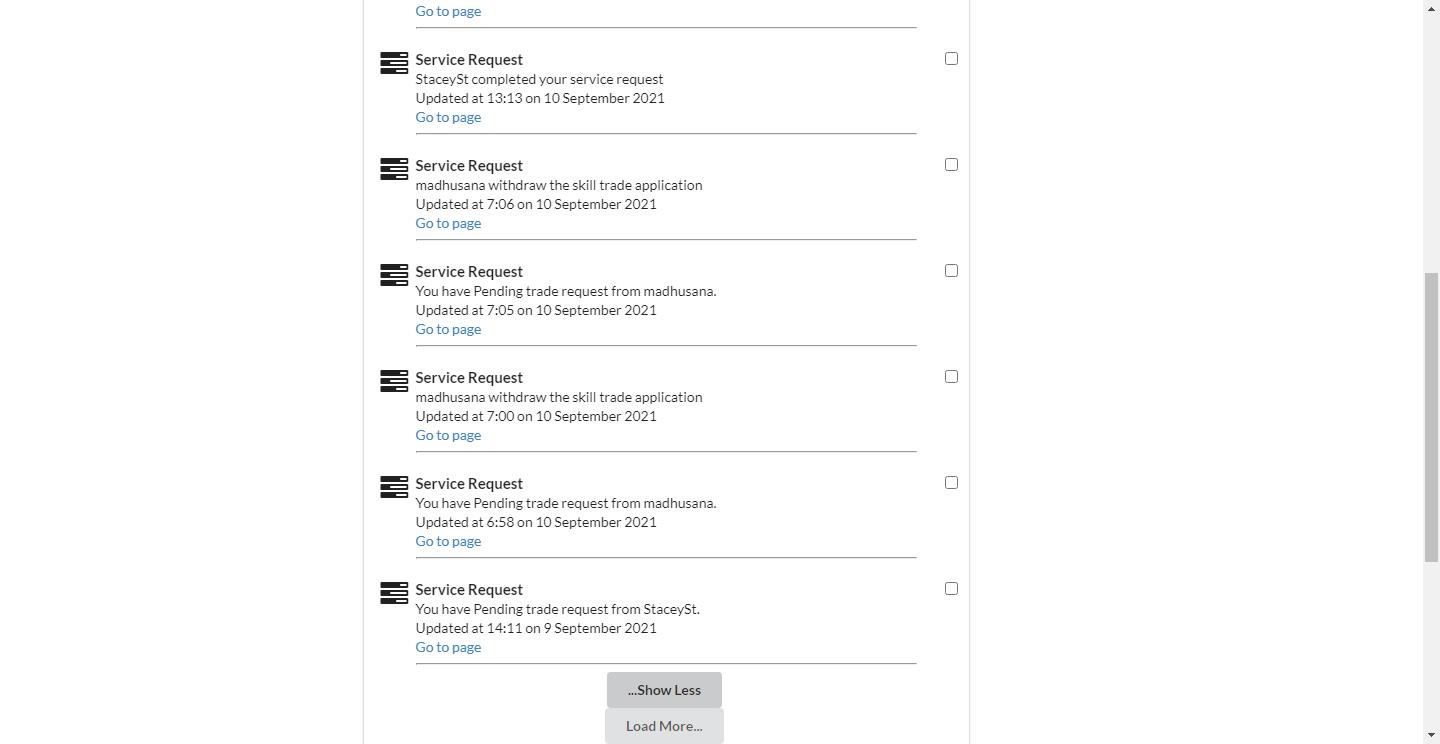 Go to page
Service Request
StaceySt completed your service request
Updated at 13:13 on 10 September 2021
Go to page
Service Request
madhusana withdraw the skill trade application
Updated at 7:06 on 10 September 2021
Go to page
Service Request
You have Pending trade request from madhusana.
Updated at 7:05 on 10 September 2021
Go to page
Service Request
madhusana withdraw the skill trade application
Updated at 7:00 on 10 September 2021
Go to page
Service Request
You have Pending trade request from madhusana.
Updated at 6:58 on 10 September 2021
Go to page
Service Request
You have Pending trade request from StaceySt.
Updated at 14:11 on 9 September 2021
Go to page
...Show Less
Load More...